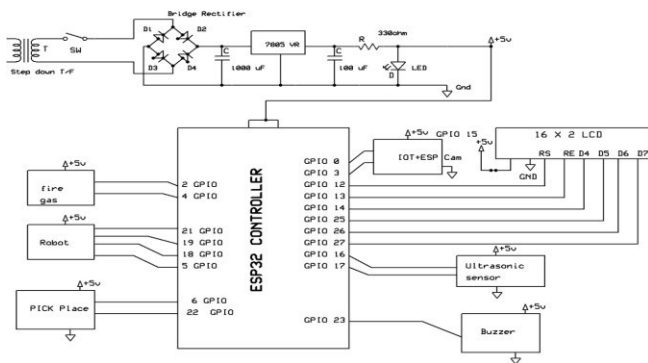 Bridge Rectifier
D1
D2
D3
D4
T
SW
Step down T/F
C
1000 uF
7805 VR
C
100 uF
R
330ohm
D
LED
+5v
Gnd
ESP32 CONTROLLER
+5v
fire
gas
2 GPIO
4 GPIO
+5v
Robot
21 GPIO
19 GPIO
18 GPIO
5 GPIO
+5v
PICK Place
6 GPIO
22 GPIO
GPIO 0
GPIO 3
GPIO 12
GPIO 13
GPIO 14
GPIO 25
GPIO 26
GPIO 27
GPIO 16
GPIO 17
GPIO 23
+5v
GPIO 15
IOT+ESP Cam
16 X 2 LCD
+5v
GND
RS RE D4 D5 D6 D7
+5v
Ultrasonic
sensor
+5v
Buzzer